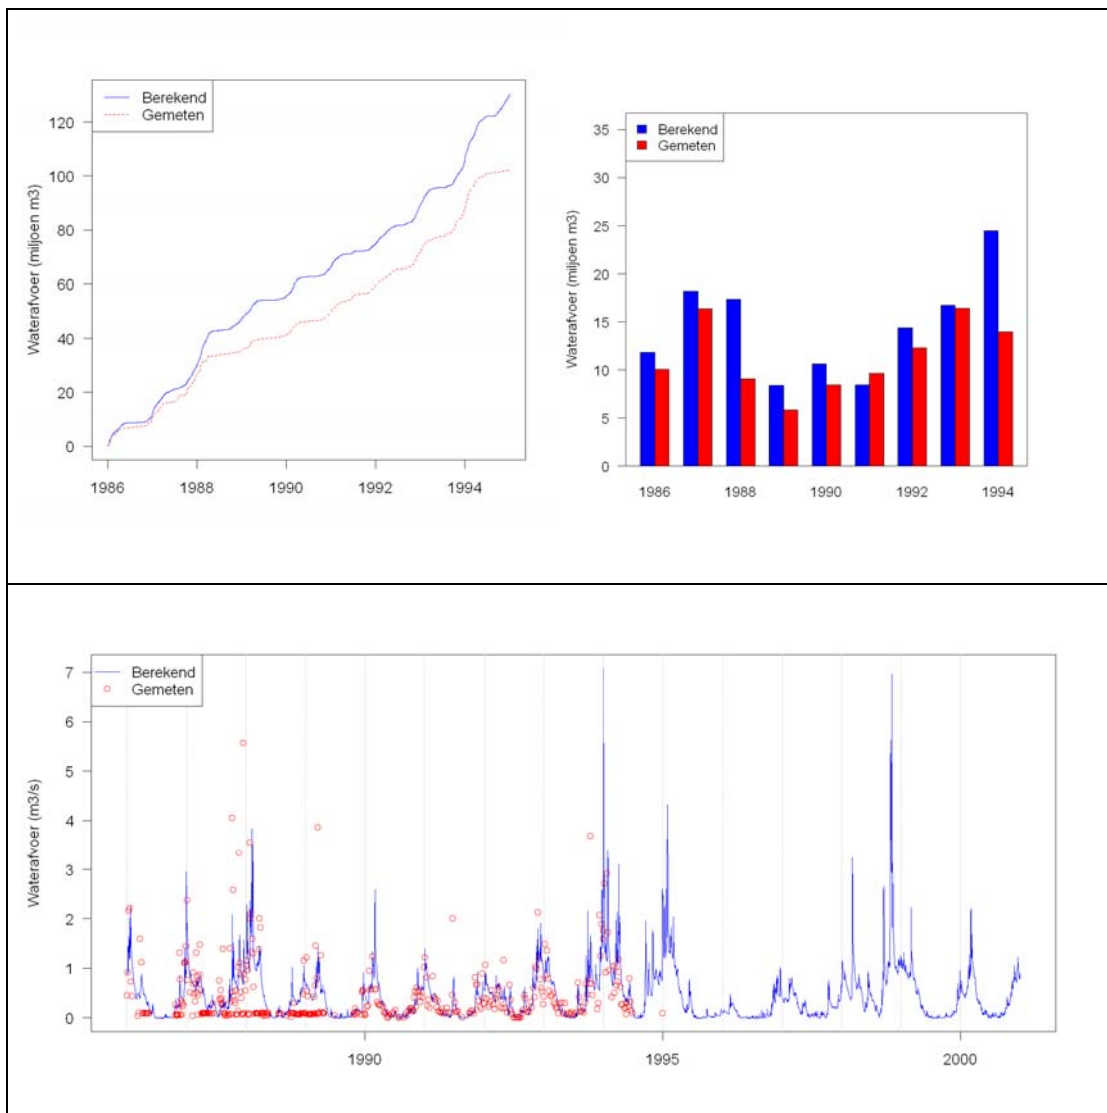 Berekend
Gemeten
Waterafvoer (miljoen m3)
120
100
80
60
40
20
0
1986 1988 1990 1992 1994
Berekend
Gemeten
Waterafvoer (miljoen m3)
35
30
25
20
15
10
5
0
1986 1988 1990 1992 1994
Berekend
Gemeten
Waterafvoer (m3/s)
7
6
5
4
3
2
1
0
1990 1995 2000